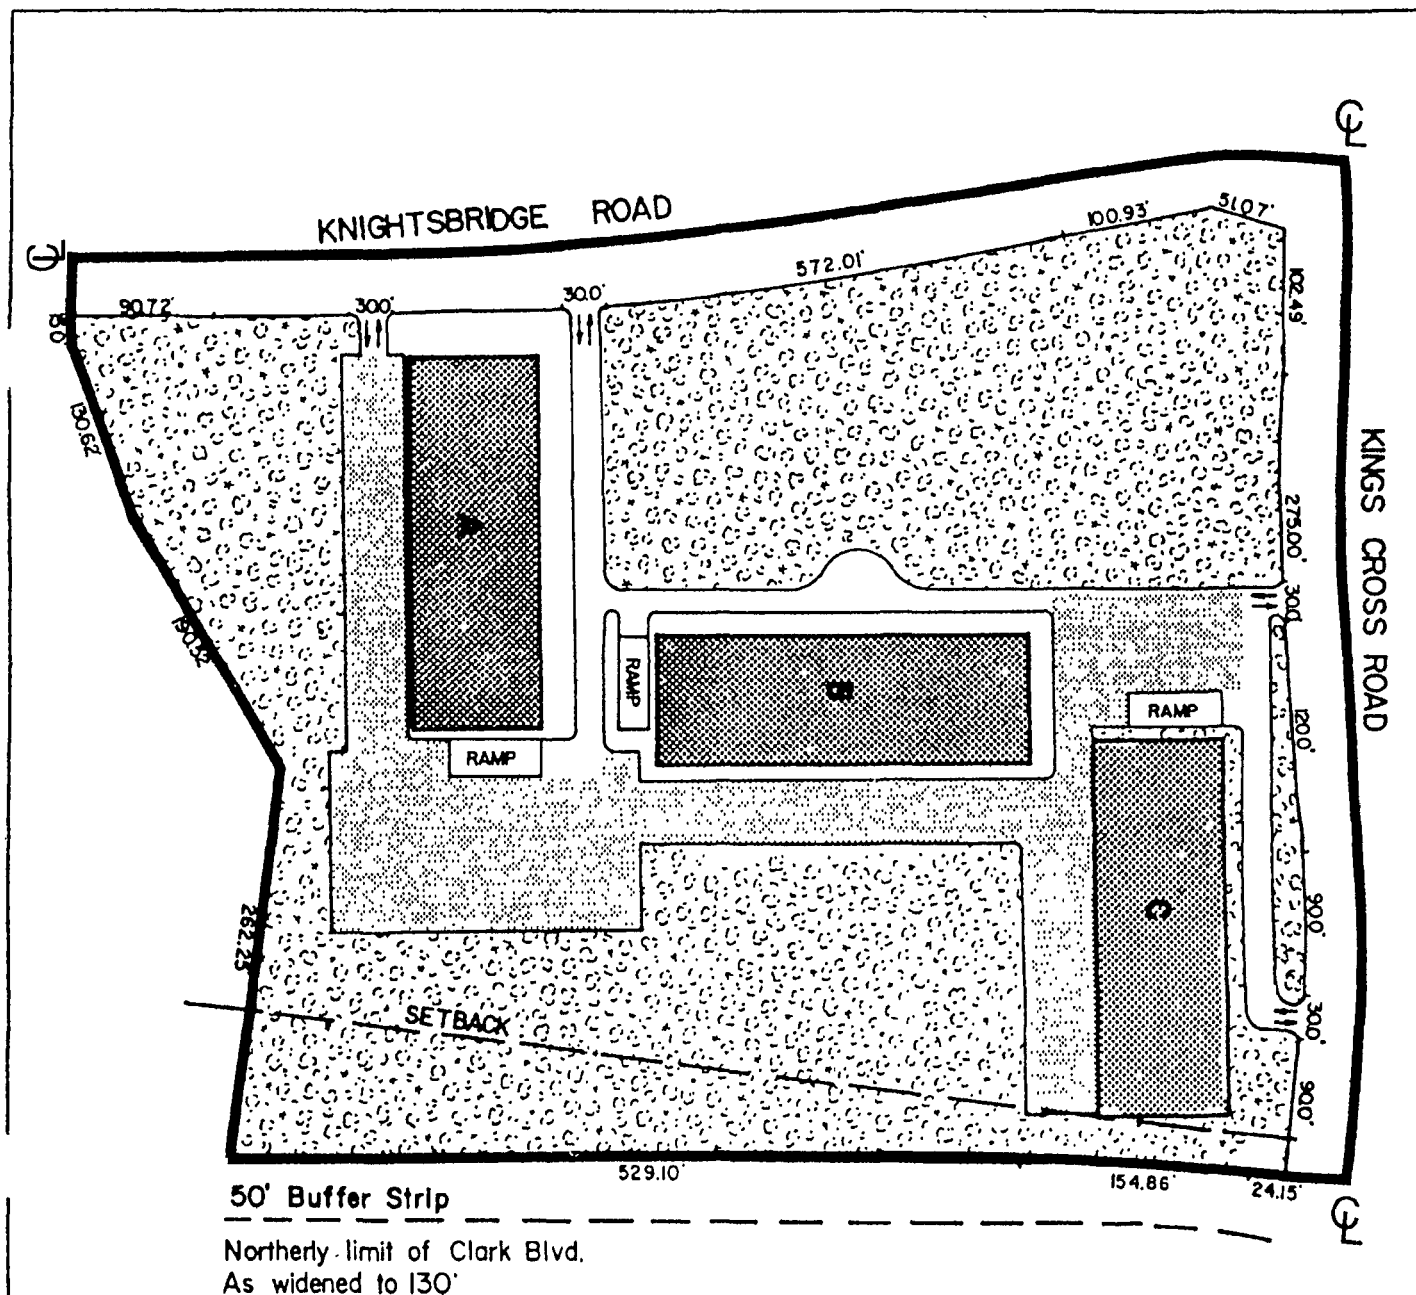 KNIGHTSBRIDGE ROAD
572.01'
100.93'
51.07'
90.72'
30.0'
30.0'
102.49'
130.62'
275.00'
KINGS CROSS ROAD
A
30.0'
190.32'
B
RAMP
RAMP
RAMP
120.0'
C
90.0'
262.23'
SETBACK
30.0'
90.0'
529.10'
154.86'
24.15'
50' Buffer Strip
Northerly limit of Clark Blvd.
As widened to 130'